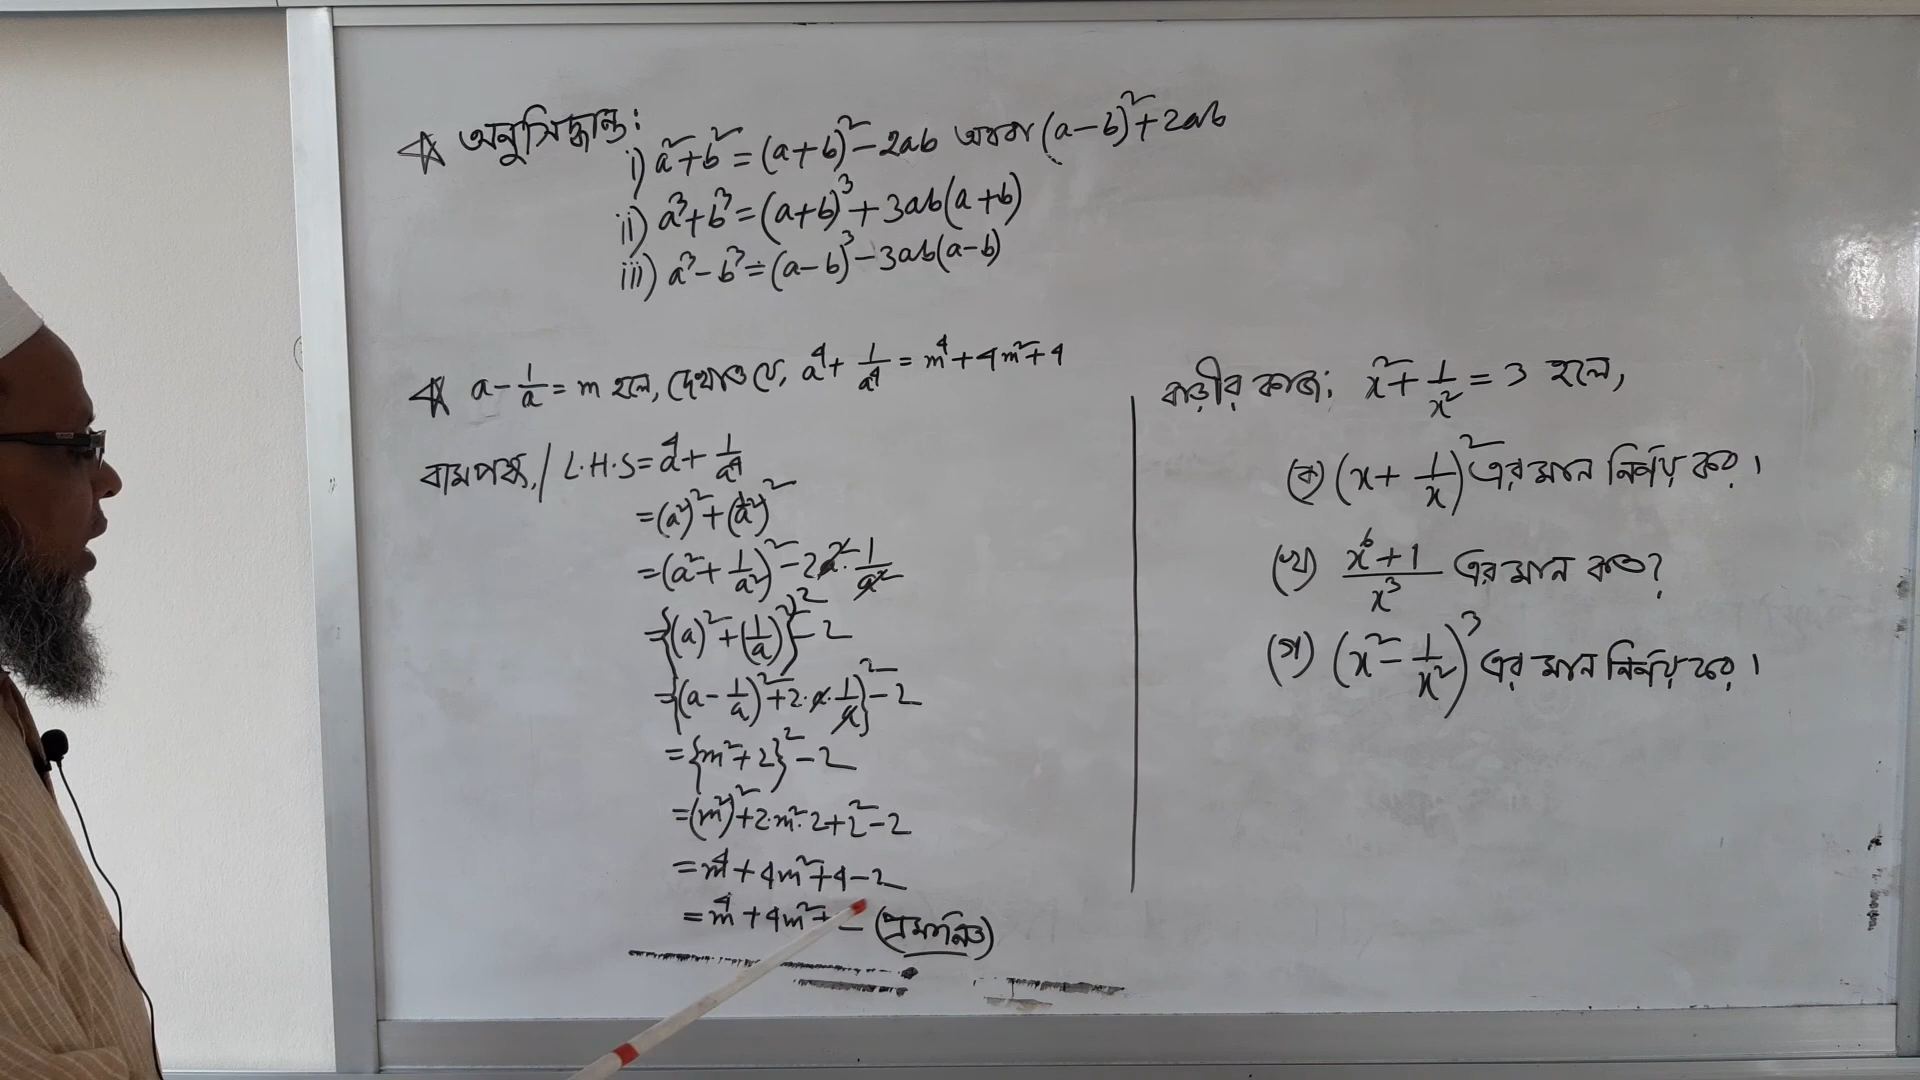 ☆ অনুসিদ্ধান্ত:
i) a²+b² = (a+b)² - 2ab অথবা (a-b)² + 2ab
ii) a³+b³ = (a+b)³ + 3ab(a+b)
iii) a³-b³ = (a-b)³ - 3ab(a-b)
☆ a - 1/a = m হলে, দেখাও যে, a⁴ + 1/a⁴ = m⁴ + 4m² + 4
বামপক্ষ / L.H.S = a⁴ + 1/a⁴
= (a²)² + (1/a²)²
= (a² + 1/a²)² - 2.a².1/a²
= {(a)² + (1/a)²}² - 2
= {(a - 1/a)² + 2.a.1/a}² - 2
= {m² + 2}² - 2
= (m²)² + 2.m².2 + 2² - 2
= m⁴ + 4m² + 4 - 2
= m⁴ + 4m² + (প্রমানিত)
বাড়ীর কাজ: x² + 1/x² = 3 হলে,
(ক) (x + 1/x)² এর মান নির্ণয় কর।
(খ) (x⁶+1)/x³ এর মান কত?
(গ) (x² - 1/x²)³ এর মান নির্ণয় কর।